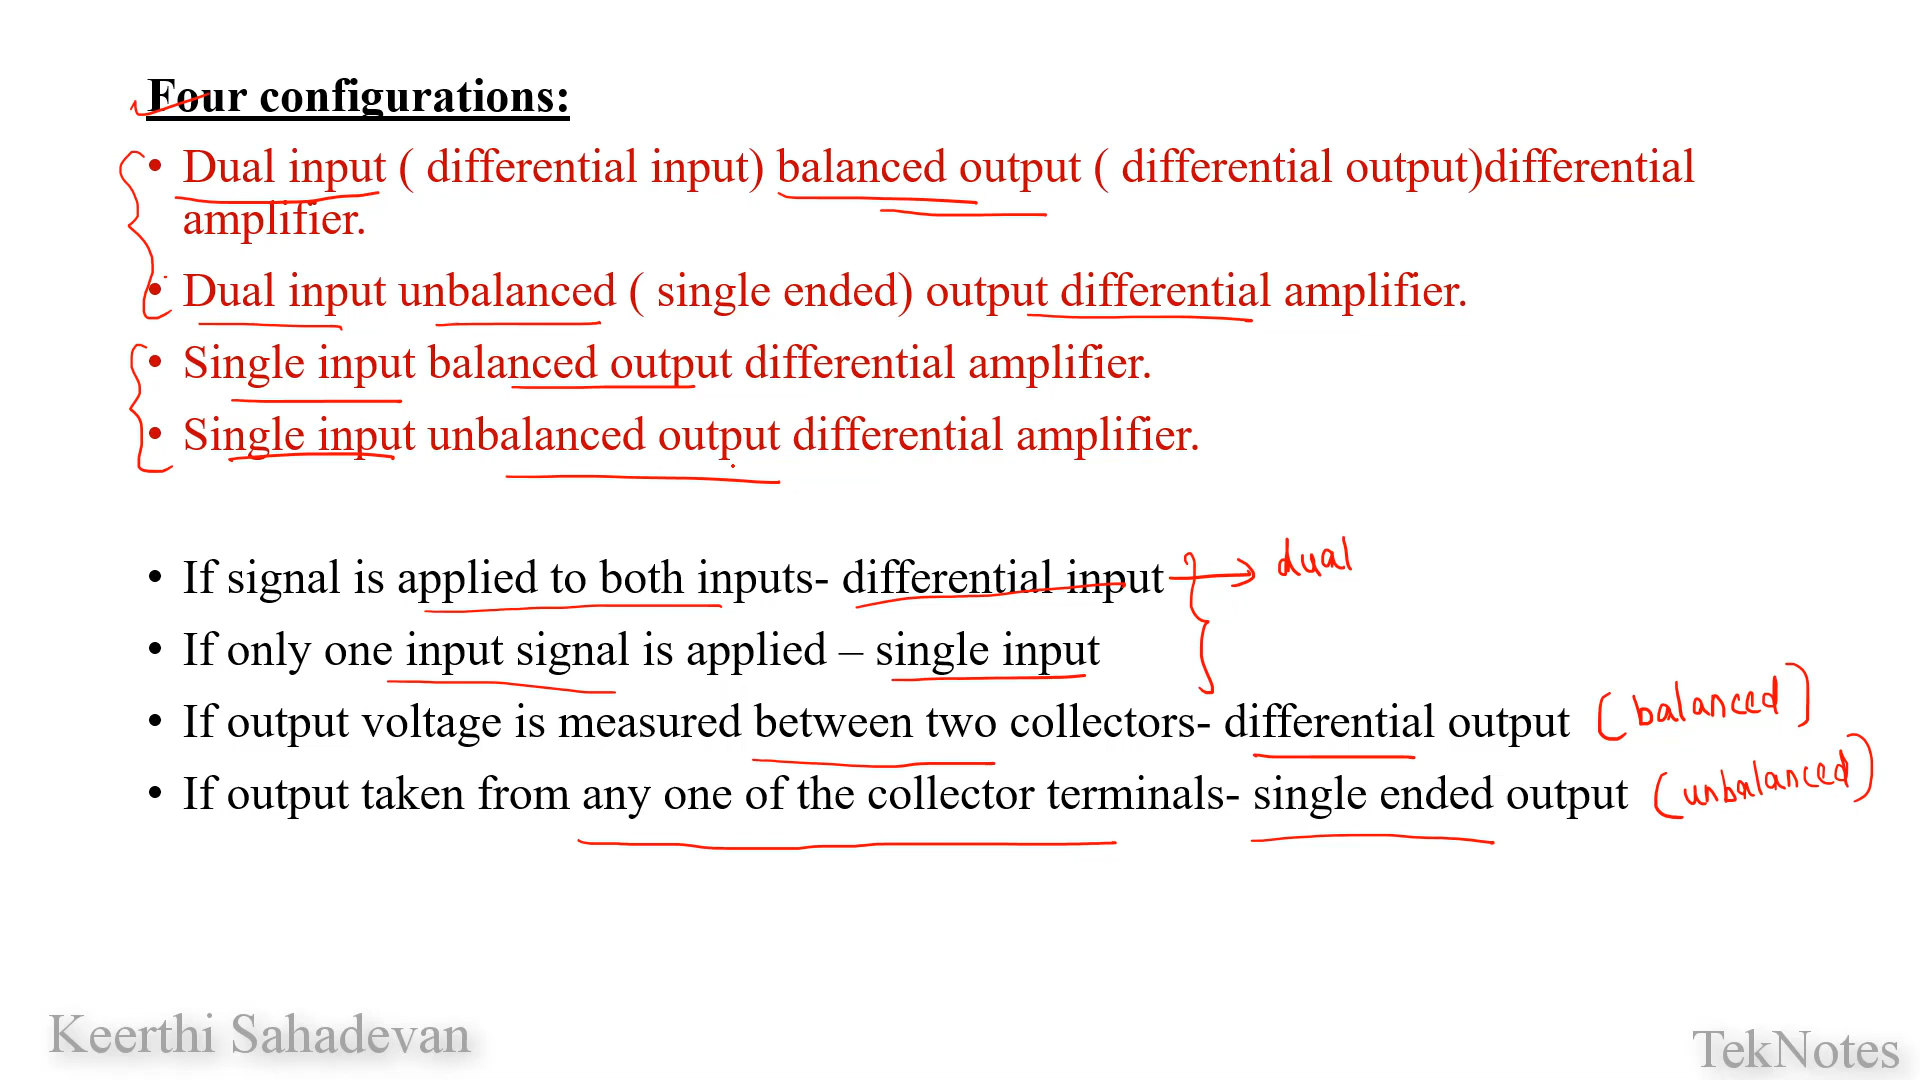 Four configurations:
• Dual input ( differential input) balanced output ( differential output)differential
amplifier.
• Dual input unbalanced ( single ended) output differential amplifier.
• Single input balanced output differential amplifier.
• Single input unbalanced output differential amplifier.
• If signal is applied to both inputs- differential input → dual
• If only one input signal is applied – single input
• If output voltage is measured between two collectors- differential output (balanced)
• If output taken from any one of the collector terminals- single ended output (unbalanced)
Keerthi Sahadevan
TekNotes